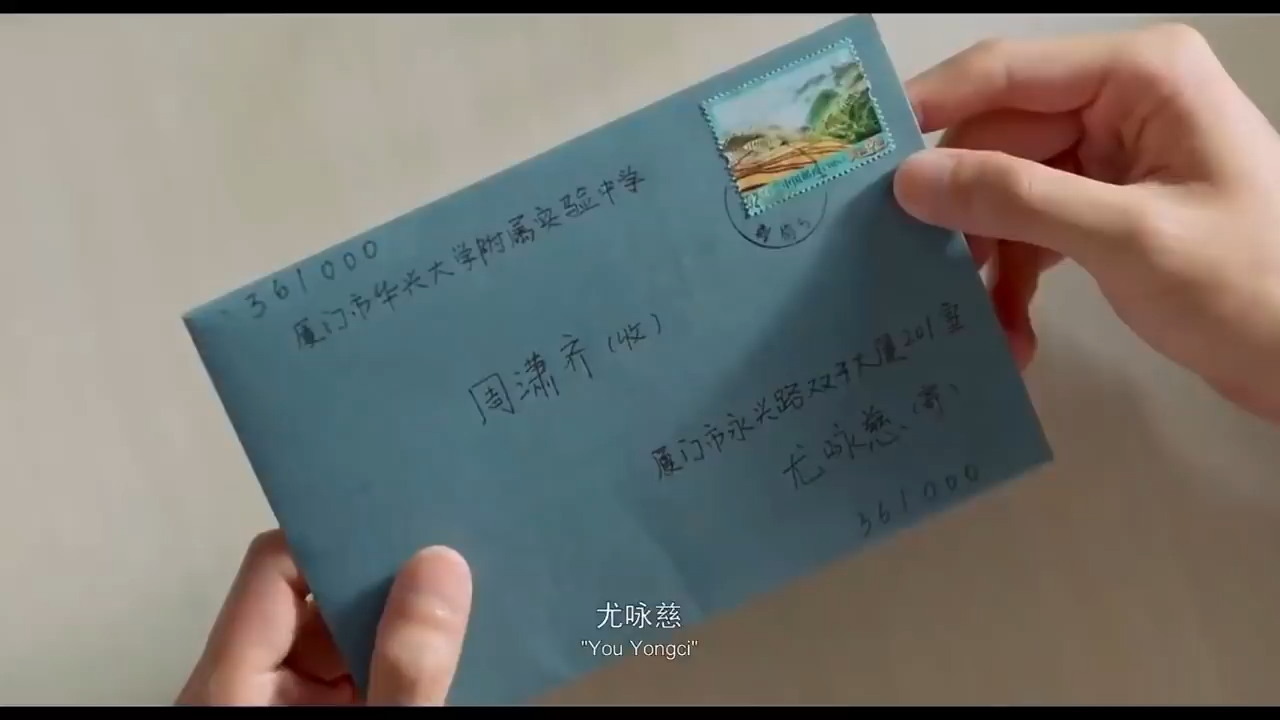 361000
厦门市华兴大学附属实验中学
周潇齐(收)
厦门市永兴路双子大厦201室
尤咏慈(寄)
361000
尤咏慈
"You Yongci"